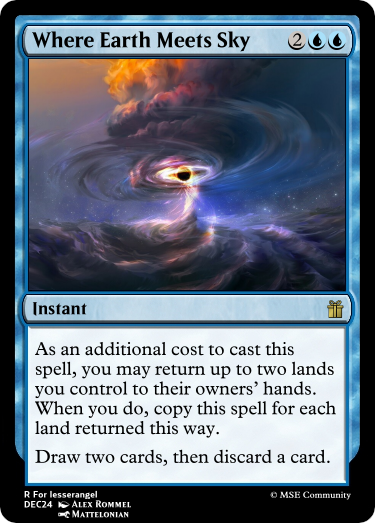 Where Earth Meets Sky 2
Instant
As an additional cost to cast this
spell, you may return up to two lands
you control to their owners' hands.
When you do, copy this spell for each
land returned this way.
Draw two cards, then discard a card.
R For lesserangel
DEC24 Alex Rommel © MSE Community
Mattelonian